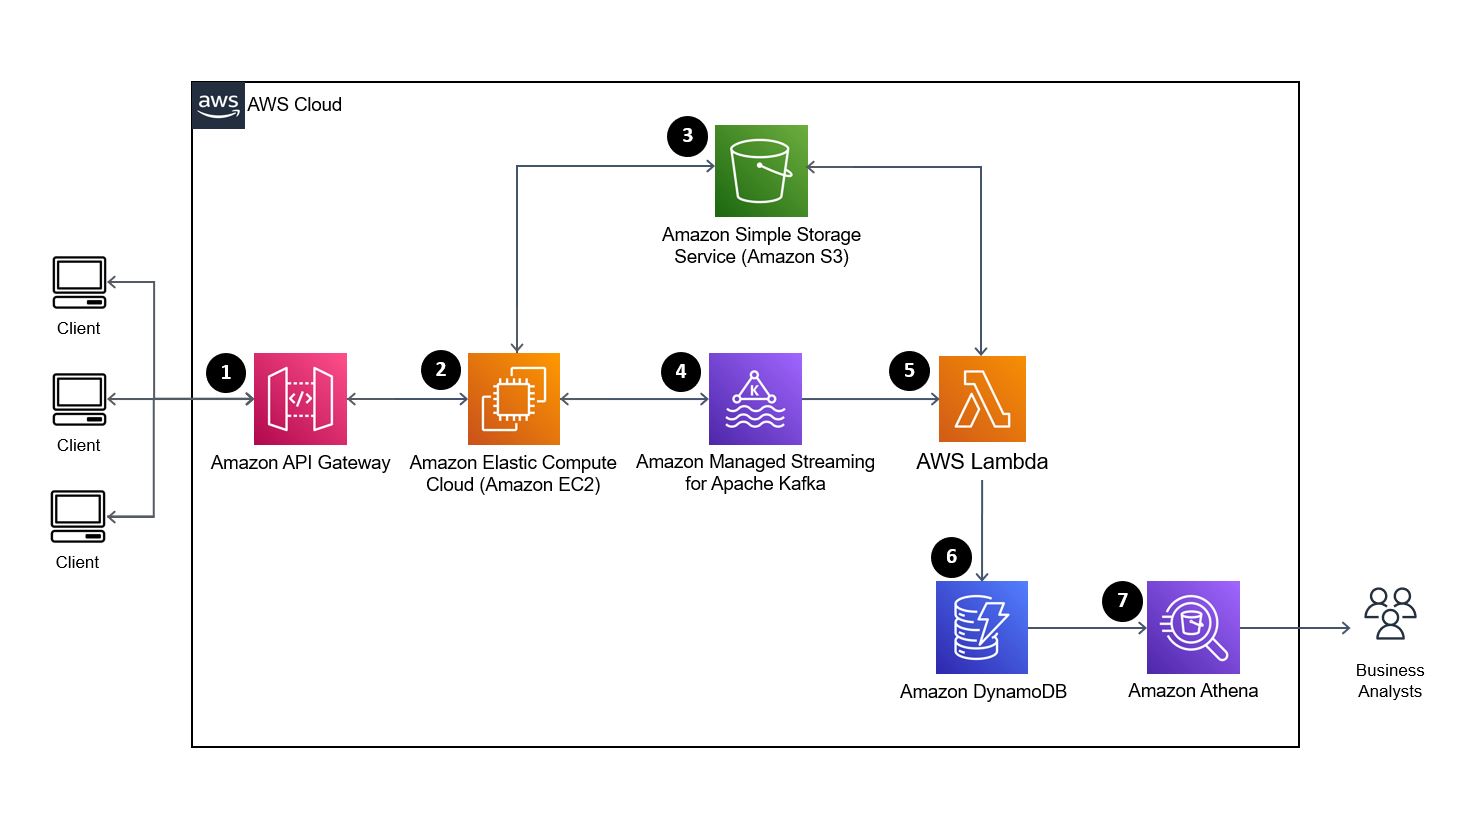 aws
AWS Cloud
3
Amazon Simple Storage
Service (Amazon S3)
Client
Client
Client
1
</>
Amazon API Gateway
2
Amazon Elastic Compute
Cloud (Amazon EC2)
4
K
Amazon Managed Streaming
for Apache Kafka
5
AWS Lambda
6
Amazon DynamoDB
7
Amazon Athena
Business
Analysts